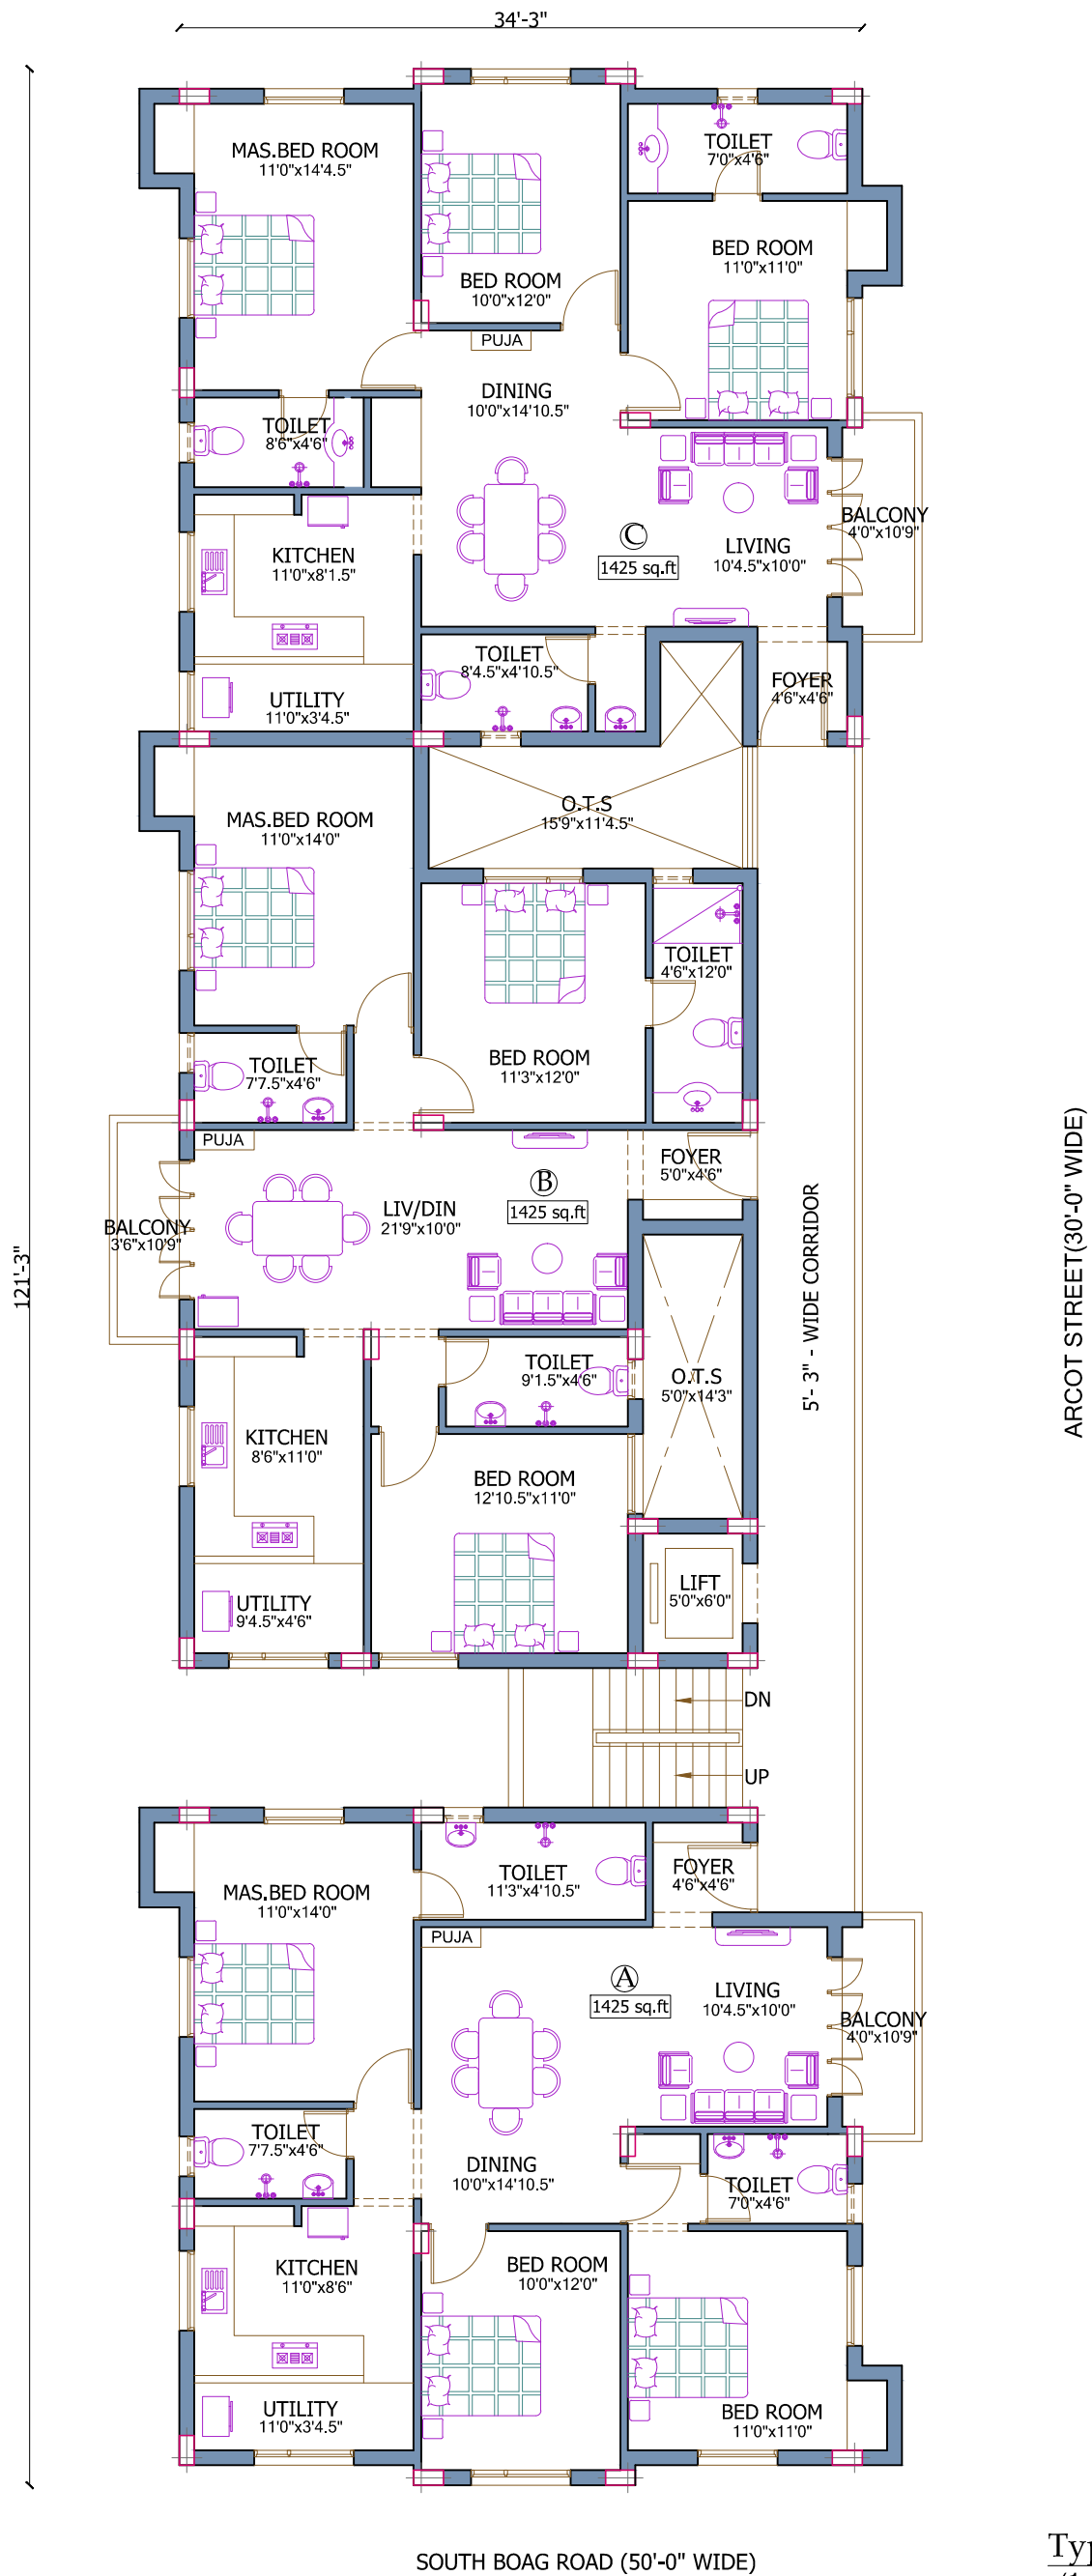 34'-3"
MAS.BED ROOM
11'0"x14'4.5"
BED ROOM
10'0"x12'0"
TOILET
7'0"x4'6"
BED ROOM
11'0"x11'0"
PUJA
DINING
10'0"x14'10.5"
TOILET
8'6"x4'6"
KITCHEN
11'0"x8'1.5"
C
1425 sq.ft
LIVING
10'4.5"x10'0"
BALCONY
4'0"x10'9"
UTILITY
11'0"x3'4.5"
TOILET
8'4.5"x4'10.5"
FOYER
4'6"x4'6"
MAS.BED ROOM
11'0"x14'0"
O.T.S
15'9"x11'4.5"
TOILET
4'6"x12'0"
BED ROOM
11'3"x12'0"
TOILET
7'7.5"x4'6"
PUJA
FOYER
5'0"x4'6"
B
1425 sq.ft
LIV/DIN
21'9"x10'0"
BALCONY
3'6"x10'9"
121'-3"
5'- 3" - WIDE CORRIDOR
ARCOT STREET(30'-0" WIDE)
TOILET
9'1.5"x4'6"
O.T.S
5'0"x14'3"
KITCHEN
8'6"x11'0"
BED ROOM
12'10.5"x11'0"
UTILITY
9'4.5"x4'6"
LIFT
5'0"x6'0"
DN
UP
MAS.BED ROOM
11'0"x14'0"
TOILET
11'3"x4'10.5"
FOYER
4'6"x4'6"
PUJA
A
1425 sq.ft
LIVING
10'4.5"x10'0"
BALCONY
4'0"x10'9"
TOILET
7'7.5"x4'6"
DINING
10'0"x14'10.5"
TOILET
7'0"x4'6"
KITCHEN
11'0"x8'6"
BED ROOM
10'0"x12'0"
UTILITY
11'0"x3'4.5"
BED ROOM
11'0"x11'0"
SOUTH BOAG ROAD (50'-0" WIDE)
Typ